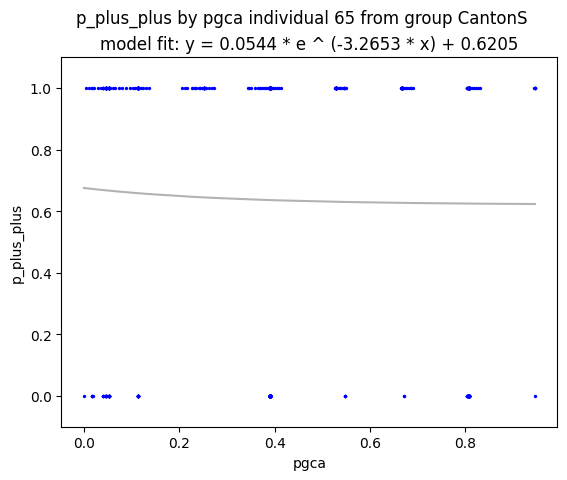 p_plus_plus by pgca individual 65 from group CantonS
model fit: y = 0.0544 * e ^ (-3.2653 * x) + 0.6205
1.0
0.8
0.6
0.4
0.2
0.0
p_plus_plus
0.0 0.2 0.4 0.6 0.8
pgca